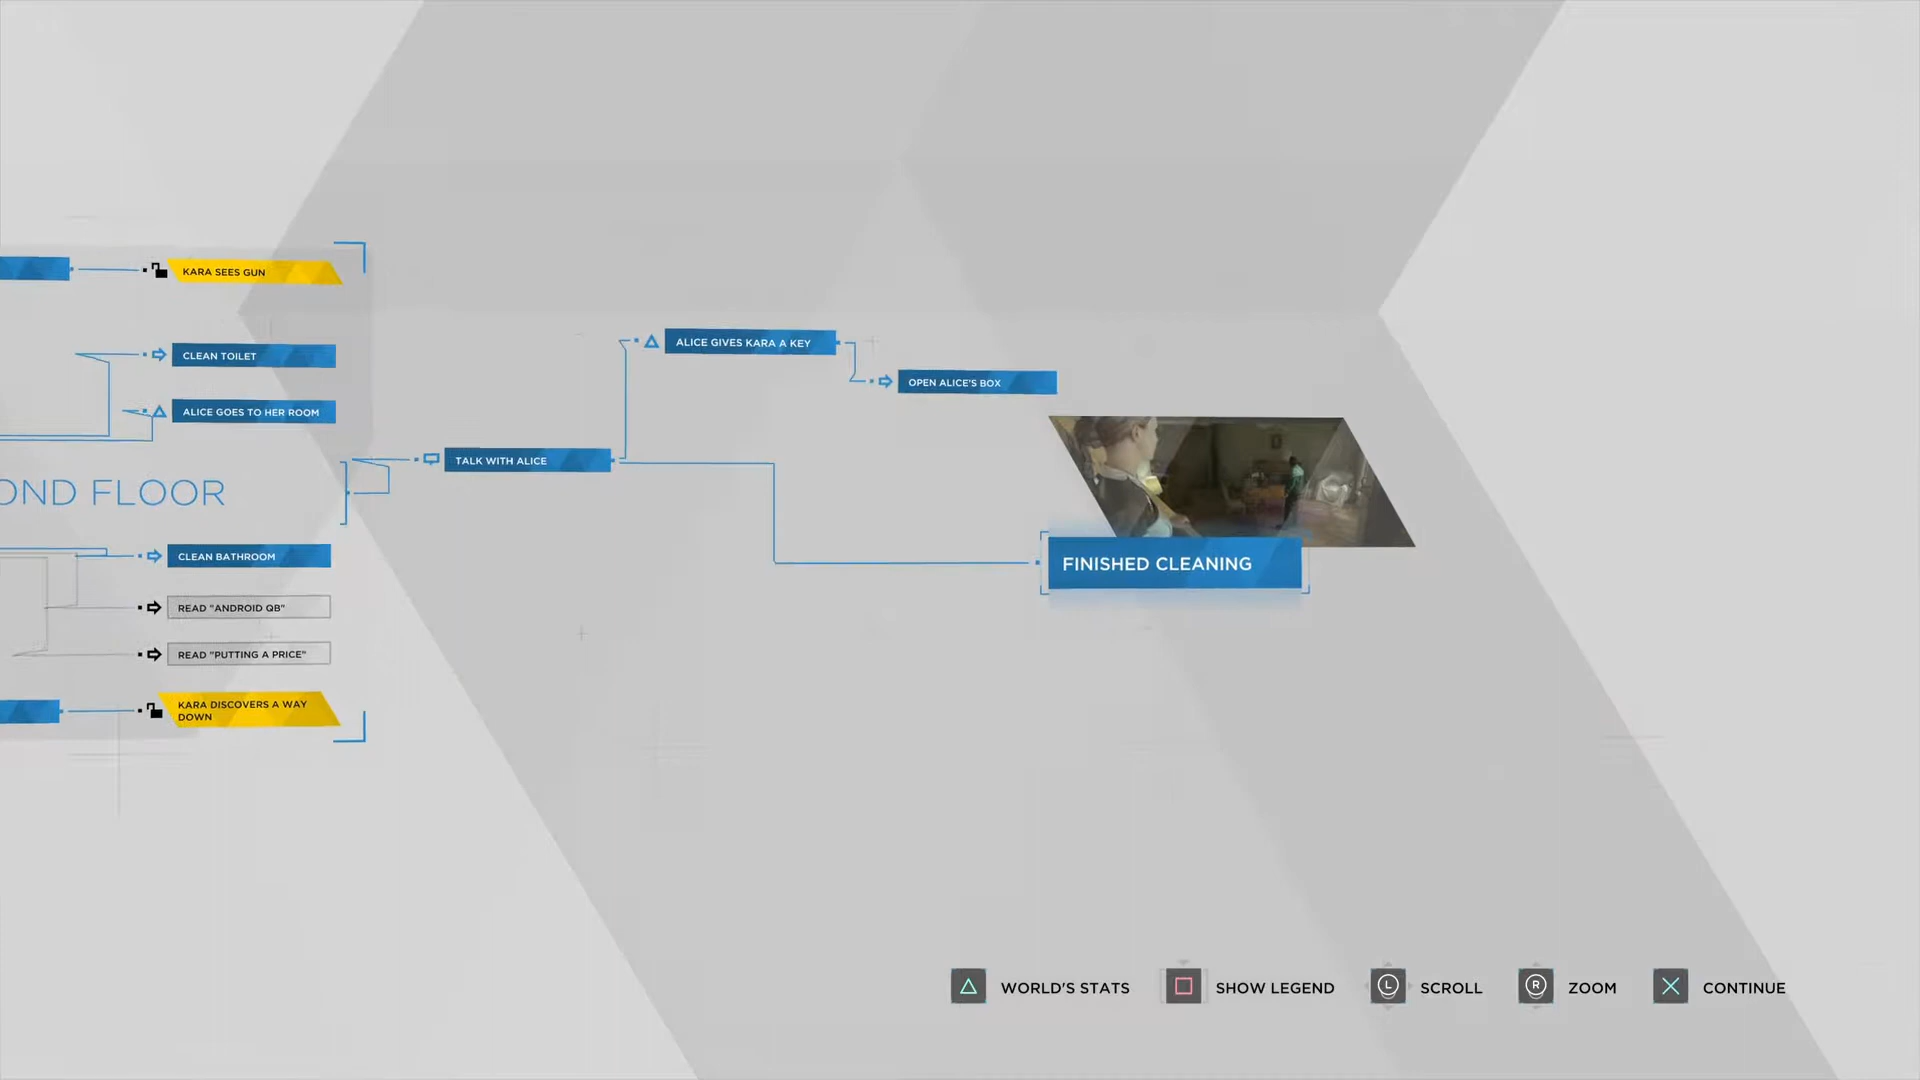 KARA SEES GUN
CLEAN TOILET
ALICE GOES TO HER ROOM
OND FLOOR
CLEAN BATHROOM
READ "ANDROID QB"
READ "PUTTING A PRICE"
KARA DISCOVERS A WAY
DOWN
TALK WITH ALICE
ALICE GIVES KARA A KEY
OPEN ALICE'S BOX
FINISHED CLEANING
WORLD'S STATS
SHOW LEGEND
L
SCROLL
R
ZOOM
CONTINUE